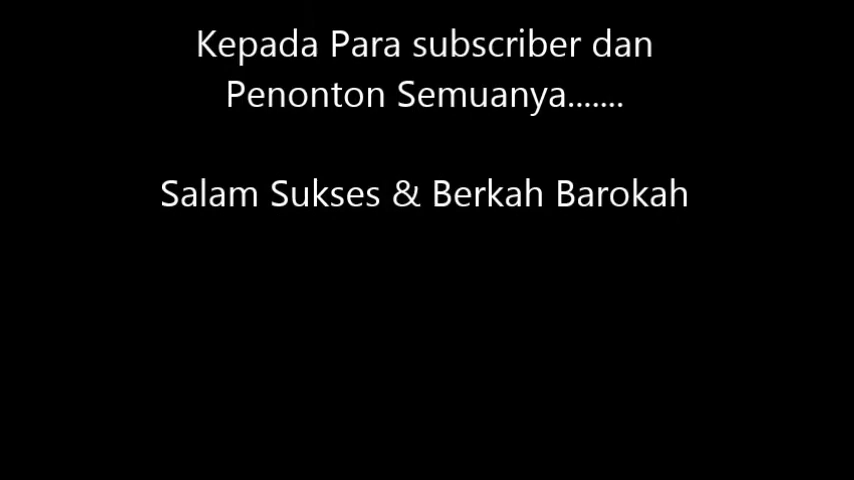 Kepada Para subscriber dan
Penonton Semuanya.......
Salam Sukses & Berkah Barokah